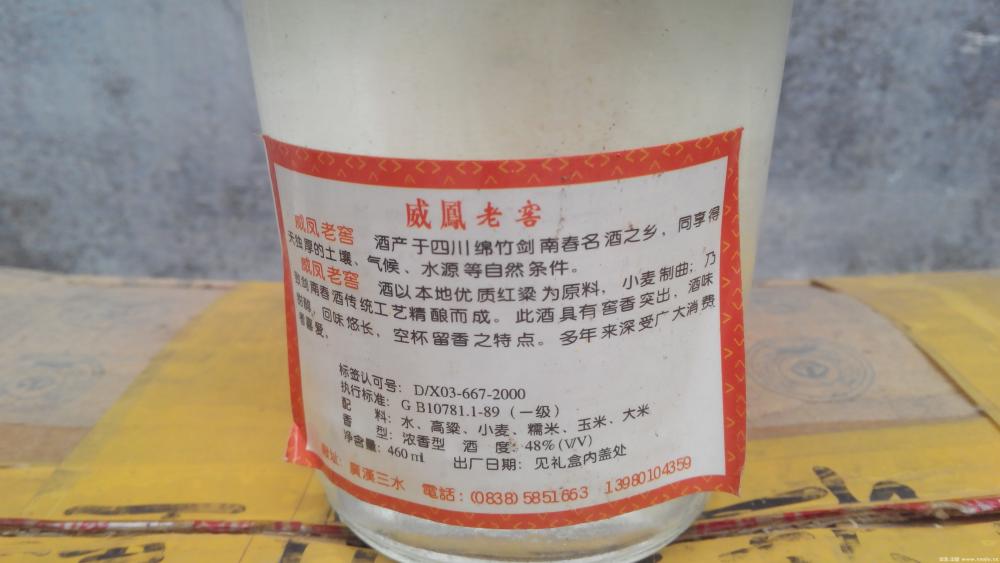 威鳳老窖
威凤老窖 酒产于四川绵竹剑南春名酒之乡,同享得
天独厚的土壤、气候、水源等自然条件。
威凤老窖 酒以本地优质红粱为原料,小麦制曲;乃
剑南春酒传统工艺精酿而成。此酒具有窖香突出,酒味
回味悠长,空杯留香之特点。多年来深受广大消费
者喜爱。
标签认可号:D/X03-667-2000
执行标准:GB10781.1-89(一级)
配 料:水、高粱、小麦、糯米、玉米、大米
香 型:浓香型 酒 度:48%(V/V)
净含量:460ml 出厂日期:见礼盒内盖处
地址:廣漢三水 電話:(0838)5851663 13980104359